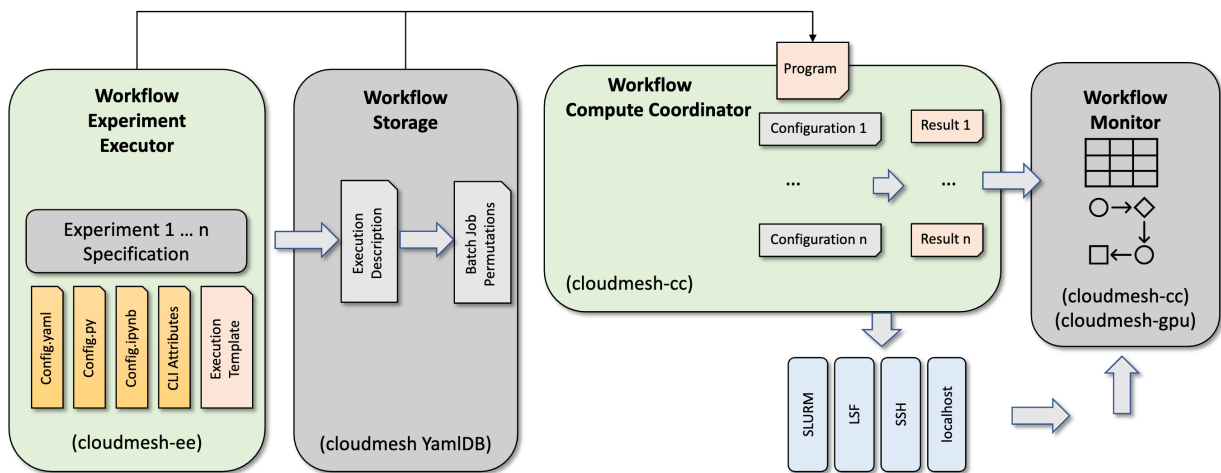 Workflow
Experiment
Executor
Experiment 1 ... n
Specification
Config.yaml
Config.py
Config.ipynb
CLI Attributes
Execution
Template
(cloudmesh-ee)
Workflow
Storage
Execution
Description
Batch Job
Permutations
(cloudmesh YamlDB)
Program
Workflow
Compute Coordinator
Configuration 1
Result 1
...
...
Configuration n
Result n
(cloudmesh-cc)
SLURM
LSF
SSH
localhost
Workflow
Monitor
(cloudmesh-cc)
(cloudmesh-gpu)